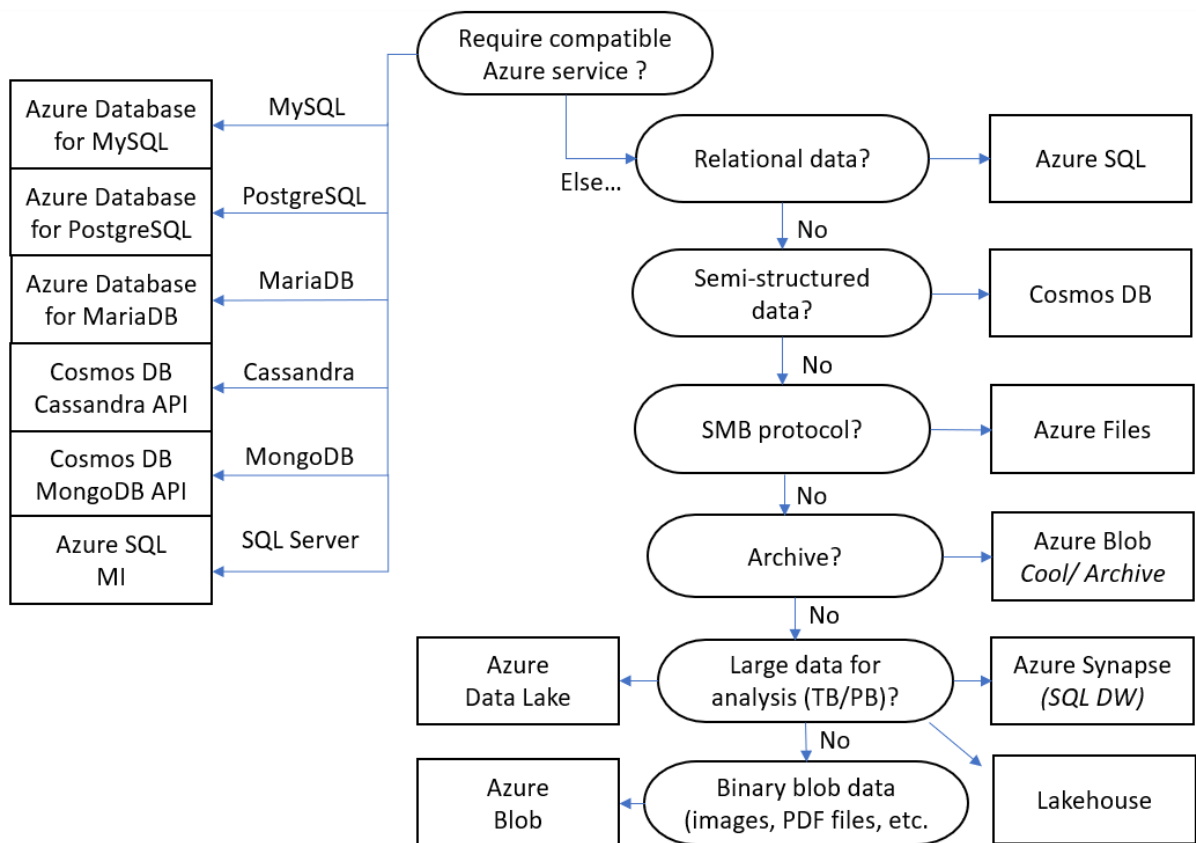 Require compatible
Azure service ?
Azure Database
for MySQL
MySQL
Azure Database
for PostgreSQL
PostgreSQL
Azure Database
for MariaDB
MariaDB
Cosmos DB
Cassandra API
Cassandra
Cosmos DB
MongoDB API
MongoDB
Azure SQL
MI
SQL Server
Else...
Relational data?
Azure SQL
No
Semi-structured
data?
Cosmos DB
No
SMB protocol?
Azure Files
No
Archive?
Azure Blob
Cool/ Archive
No
Azure
Data Lake
Large data for
analysis (TB/PB)?
Azure Synapse
(SQL DW)
No
Azure
Blob
Binary blob data
(images, PDF files, etc.
Lakehouse